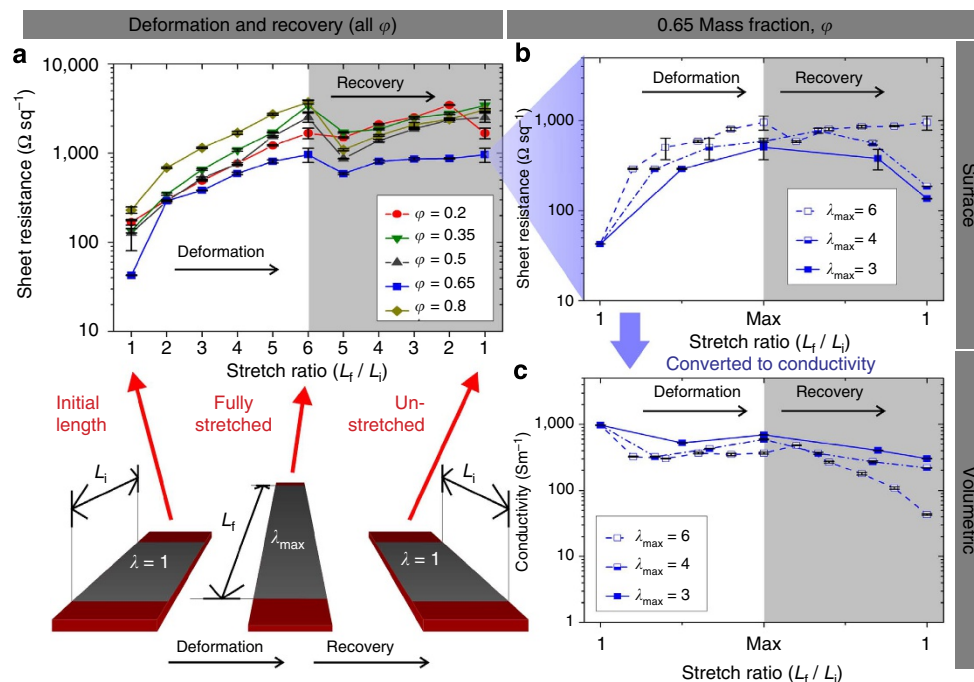 Deformation and recovery (all φ)
0.65 Mass fraction, φ
a
10,000
1,000
100
10
Sheet resistance (Ω sq⁻¹)
Recovery
Deformation
φ = 0.2
φ = 0.35
φ = 0.5
φ = 0.65
φ = 0.8
1 2 3 4 5 6 5 4 3 2 1
Stretch ratio (Lf / Li)
b
Deformation
Recovery
1,000
100
10
Sheet resistance (Ω sq⁻¹)
λmax = 6
λmax = 4
λmax = 3
1 Max 1
Stretch ratio (Lf / Li)
Surface
Converted to conductivity
c
Deformation
Recovery
1,000
100
10
1
Conductivity (Sm⁻¹)
λmax = 6
λmax = 4
λmax = 3
1 Max 1
Stretch ratio (Lf / Li)
Volumetric
Initial
length
Fully
stretched
Un-
stretched
Li
Lf
Li
λ = 1
λmax
λ = 1
Deformation
Recovery